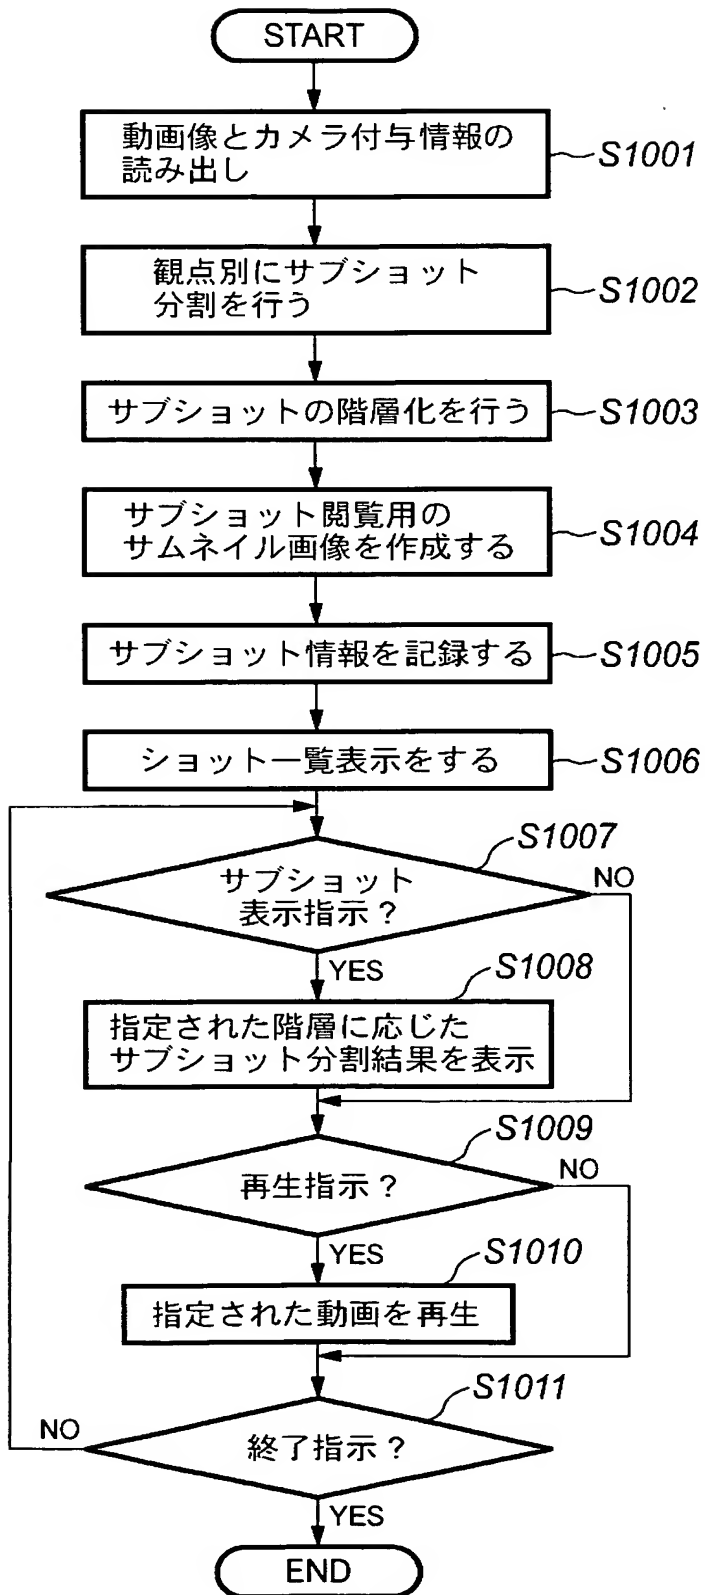 START
動画像とカメラ付与情報の
読み出し
S1001
観点別にサブショット
分割を行う
S1002
サブショットの階層化を行う
S1003
サブショット閲覧用の
サムネイル画像を作成する
S1004
サブショット情報を記録する
S1005
ショット一覧表示をする
S1006
S1007
サブショット
表示指示?
NO
YES
S1008
指定された階層に応じた
サブショット分割結果を表示
S1009
再生指示?
NO
YES
S1010
指定された動画を再生
S1011
終了指示?
NO
YES
END